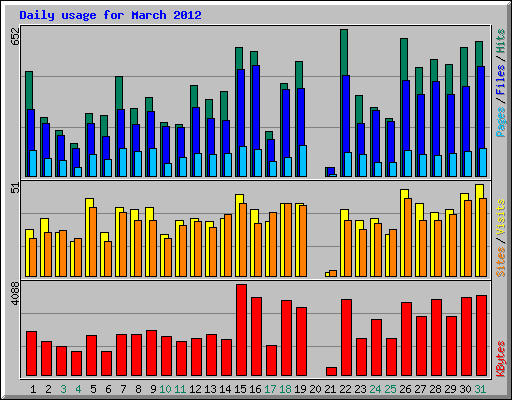 Daily usage for March 2012
652
Pages / Files / Hits
51
Sites / Visits
4088
KBytes
1 2 3 4 5 6 7 8 9 10 11 12 13 14 15 16 17 18 19 20 21 22 23 24 25 26 27 28 29 30 31